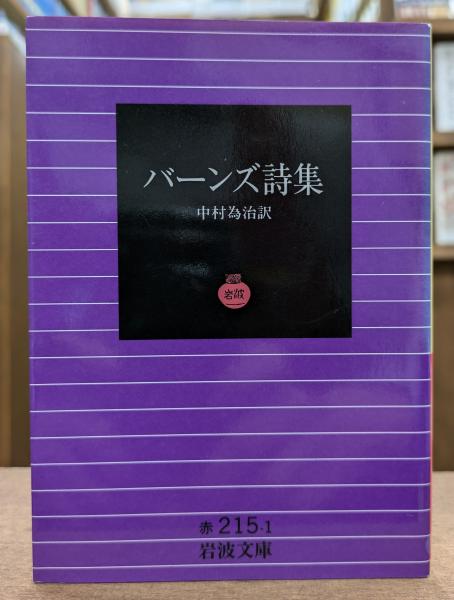 バーンズ詩集
中村為治訳
岩波
赤 215-1
岩波文庫